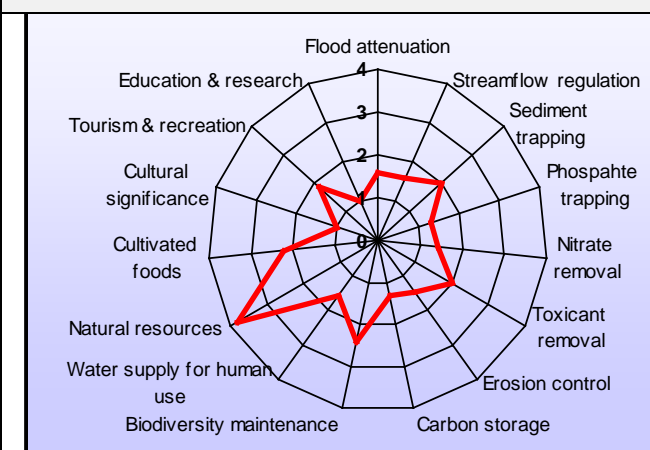 Flood attenuation
4
Education & research
Streamflow regulation
3
Sediment
trapping
Tourism & recreation
2
Cultural
significance
Phospahte
trapping
1
Cultivated
foods
0
Nitrate
removal
Natural resources
Toxicant
removal
Water supply for human
use
Erosion control
Biodiversity maintenance
Carbon storage